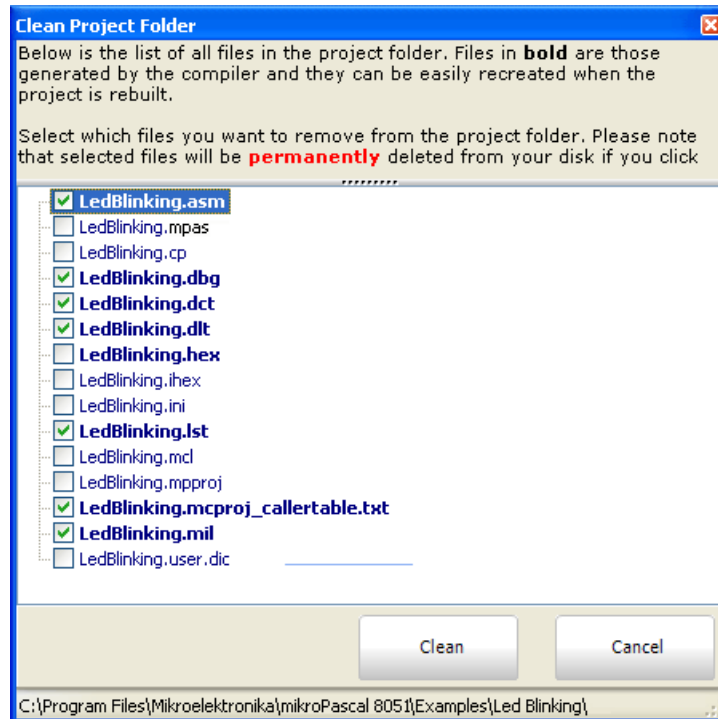 Clean Project Folder
Below is the list of all files in the project folder. Files in bold are those
generated by the compiler and they can be easily recreated when the
project is rebuilt.
Select which files you want to remove from the project folder. Please note
that selected files will be permanently deleted from your disk if you click
LedBlinking.asm
LedBlinking.mpas
LedBlinking.cp
LedBlinking.dbg
LedBlinking.dct
LedBlinking.dlt
LedBlinking.hex
LedBlinking.ihex
LedBlinking.ini
LedBlinking.lst
LedBlinking.mcl
LedBlinking.mpproj
LedBlinking.mcproj_callertable.txt
LedBlinking.mil
LedBlinking.user.dic
Clean
Cancel
C:\Program Files\Mikroelektronika\mikroPascal 8051\Examples\Led Blinking\